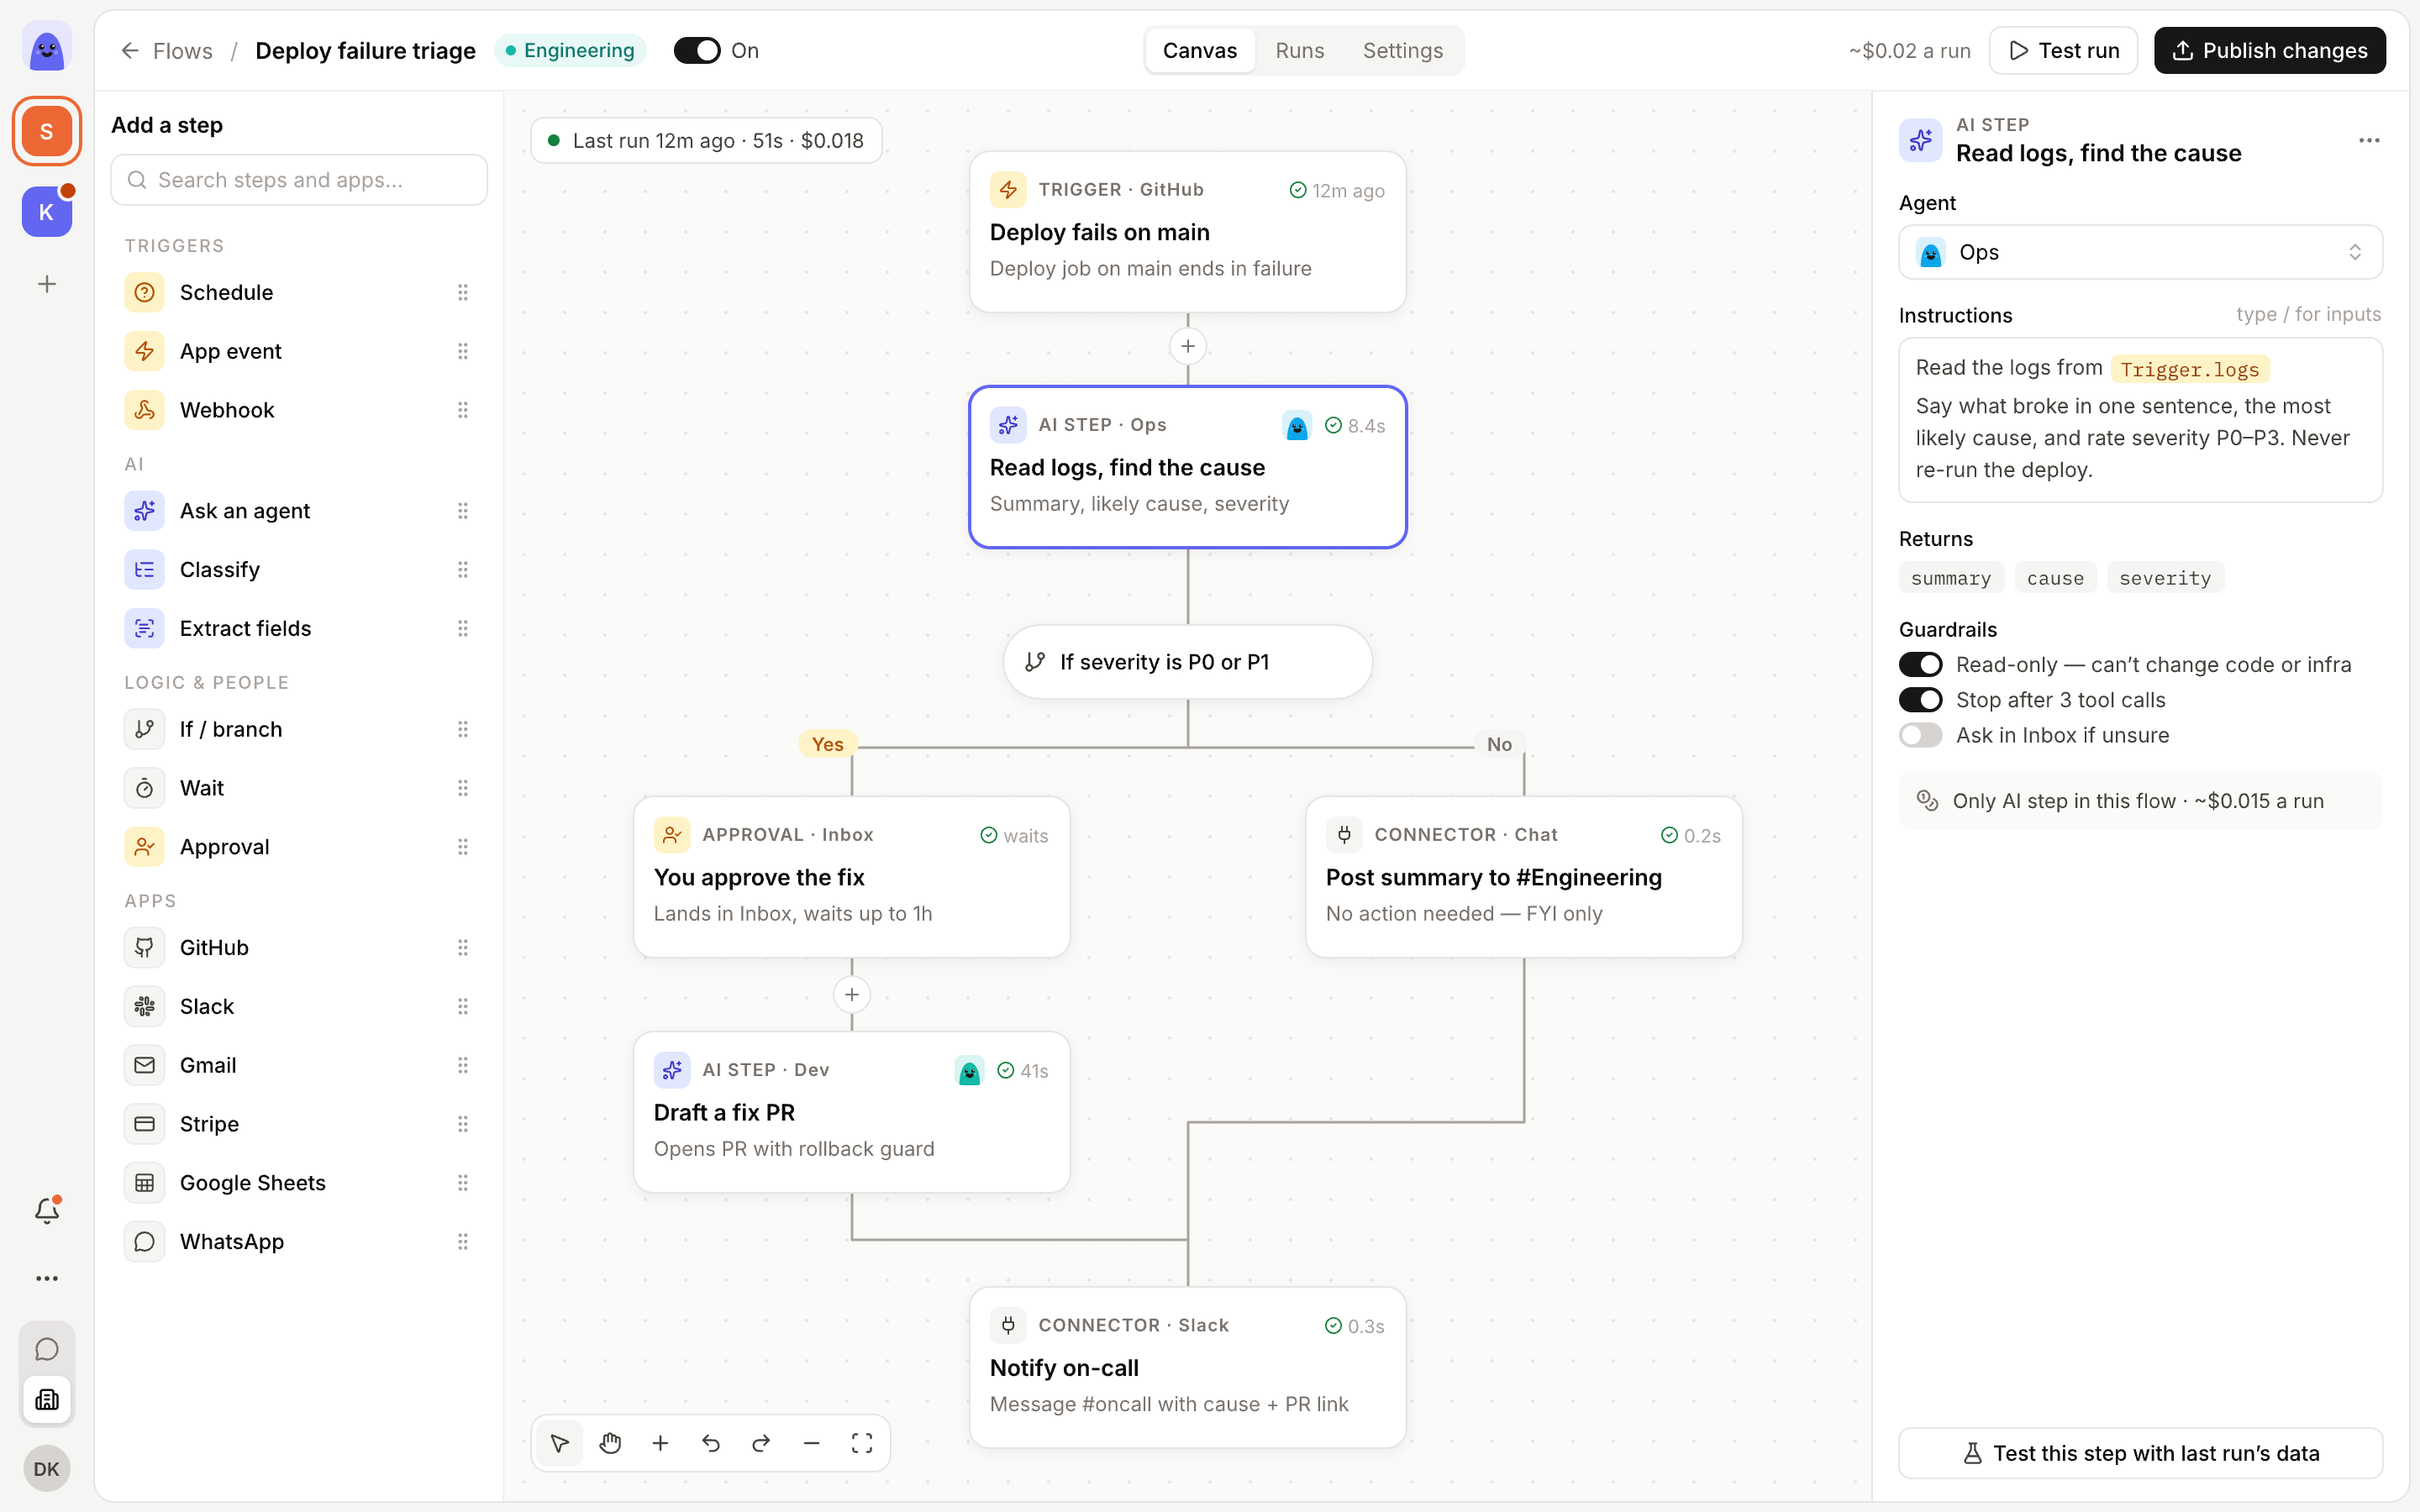 Flows / Deploy failure triage
Engineering
On
Canvas
Runs
Settings
~$0.02 a run
Test run
Publish changes
S
K
DK
Add a step
Search steps and apps...
TRIGGERS
Schedule
App event
Webhook
AI
Ask an agent
Classify
Extract fields
LOGIC & PEOPLE
If / branch
Wait
Approval
APPS
GitHub
Slack
Gmail
Stripe
Google Sheets
WhatsApp
Last run 12m ago · 51s · $0.018
TRIGGER · GitHub
12m ago
Deploy fails on main
Deploy job on main ends in failure
AI STEP · Ops
8.4s
Read logs, find the cause
Summary, likely cause, severity
If severity is P0 or P1
Yes
No
APPROVAL · Inbox
waits
You approve the fix
Lands in Inbox, waits up to 1h
CONNECTOR · Chat
0.2s
Post summary to #Engineering
No action needed — FYI only
AI STEP · Dev
41s
Draft a fix PR
Opens PR with rollback guard
CONNECTOR · Slack
0.3s
Notify on-call
Message #oncall with cause + PR link
AI STEP
Read logs, find the cause
Agent
Ops
Instructions
type / for inputs
Read the logs from Trigger.logs
Say what broke in one sentence, the most
likely cause, and rate severity P0–P3. Never
re-run the deploy.
Returns
summary
cause
severity
Guardrails
Read-only — can’t change code or infra
Stop after 3 tool calls
Ask in Inbox if unsure
Only AI step in this flow · ~$0.015 a run
Test this step with last run’s data